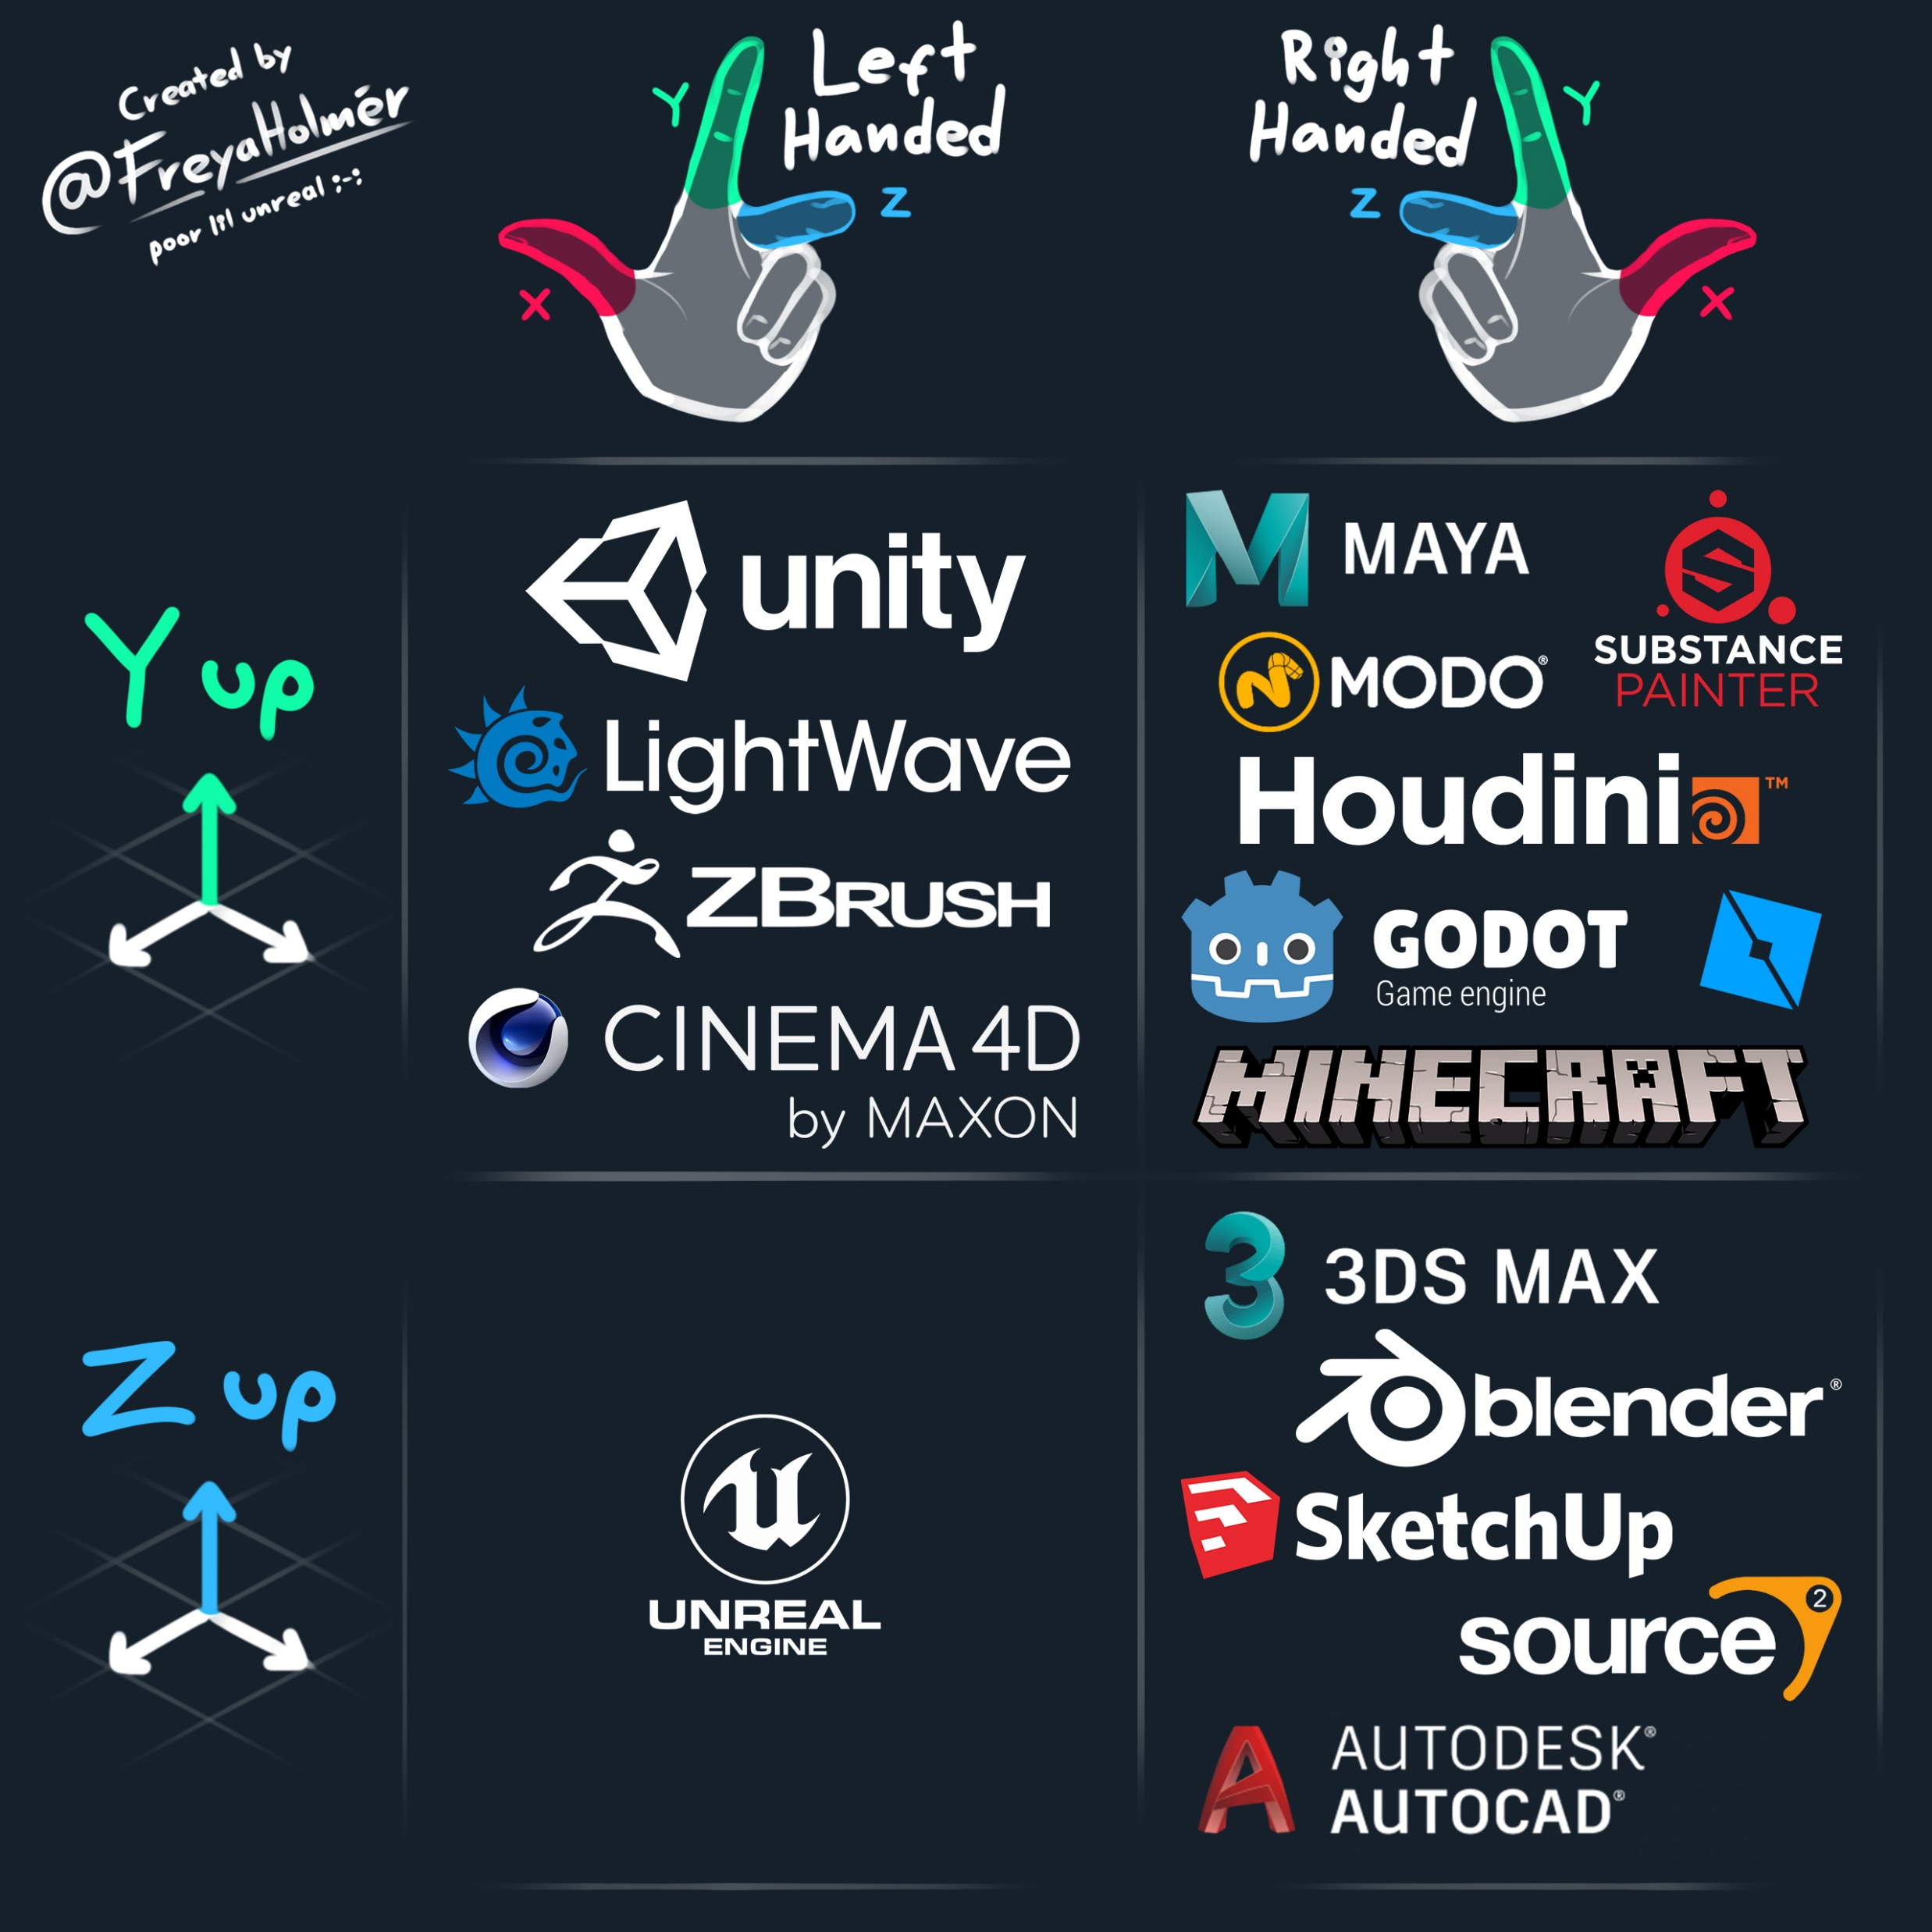 Created by
@FreyaHolmér
poor lil unreal ;-;
Left
Handed
Y
Z
X
Right
Handed
Y
Z
X
Y up
unity
LightWave
ZBRUSH
CINEMA 4D
by MAXON
MAYA
SUBSTANCE
PAINTER
MODO®
Houdini™
GODOT
Game engine
MINECRAFT
Z up
UNREAL
ENGINE
3DS MAX
blender®
SketchUp
source 2
AUTODESK®
AUTOCAD®